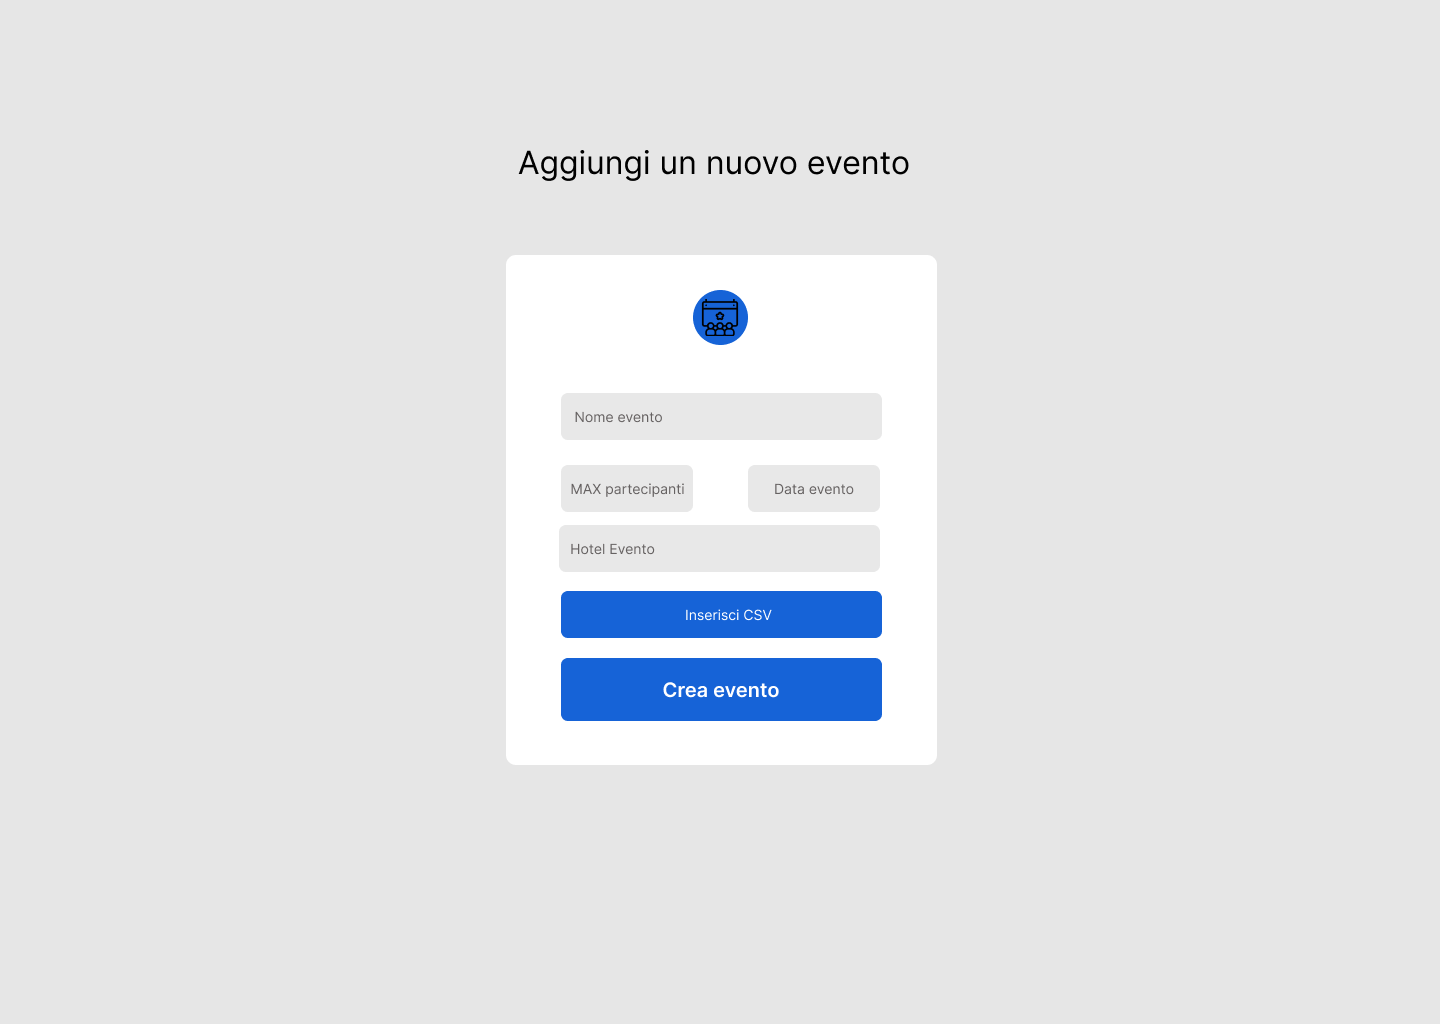 Aggiungi un nuovo evento
Nome evento
MAX partecipanti
Data evento
Hotel Evento
Inserisci CSV
Crea evento